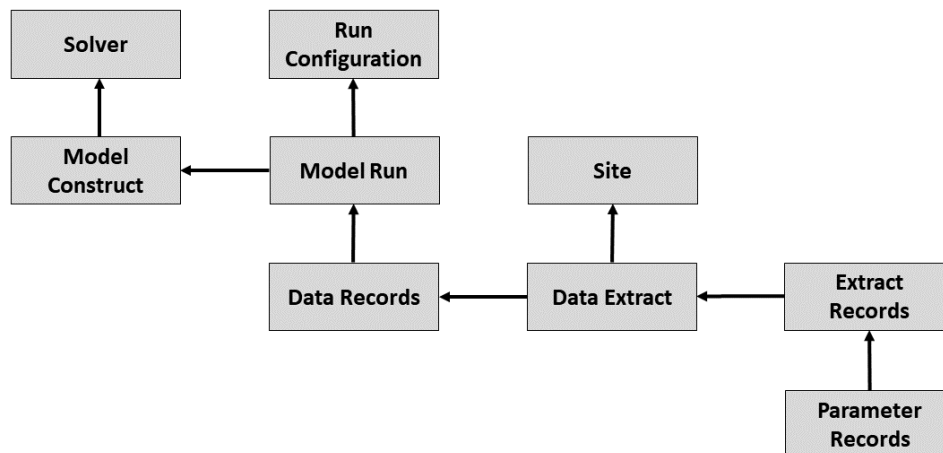 Solver
Run
Configuration
Model
Construct
Model Run
Site
Data Records
Data Extract
Extract
Records
Parameter
Records